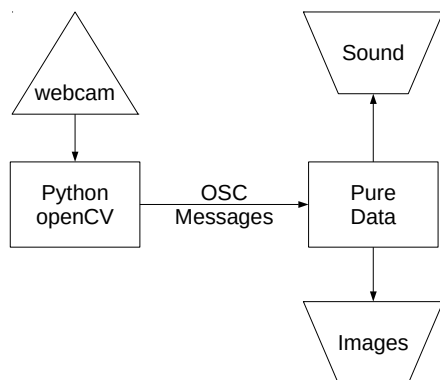 webcam
Sound
Python
openCV
OSC
Messages
Pure
Data
Images